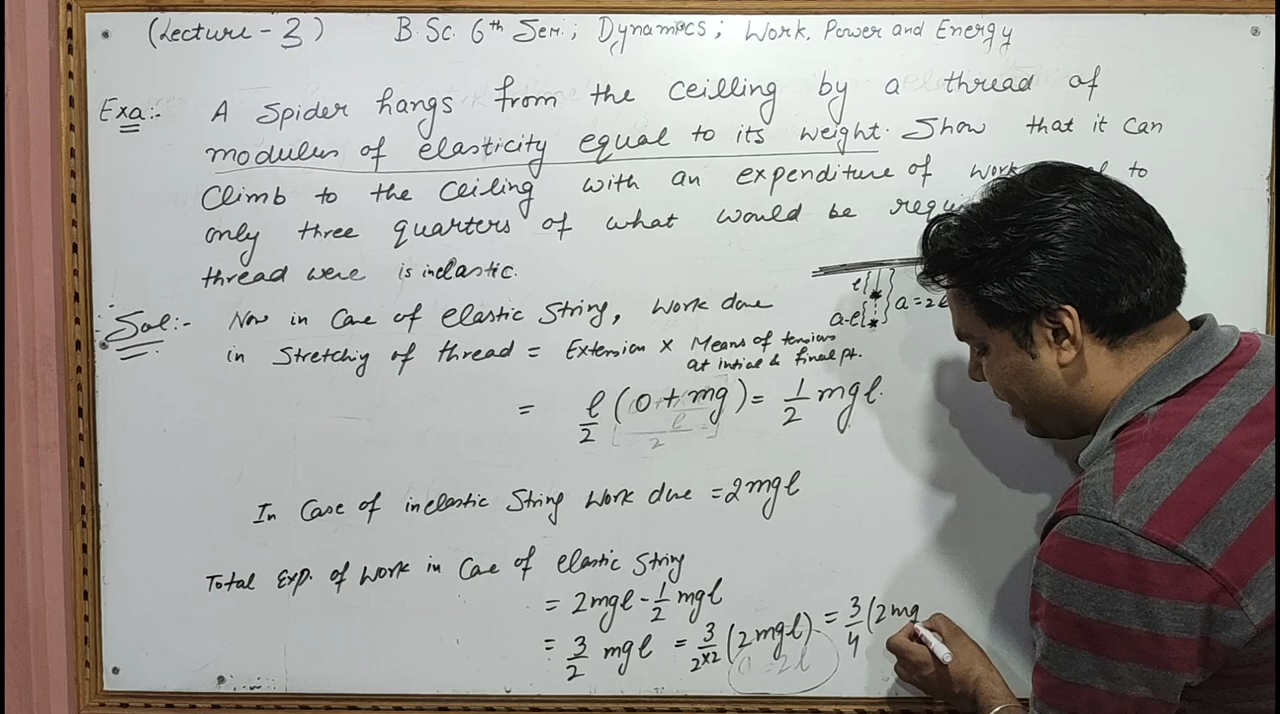 (Lecture - 3) B.Sc. 6th Sem.; Dynamics; Work, Power and Energy
Exa:- A Spider hangs from the ceilling by a thread of
modulus of elasticity equal to its weight. Show that it can
Climb to the ceiling with an expenditure of work to
only three quarters of what would be
thread were is inelastic.
Sol:- Now in Case of elastic String, Work done
in Stretching of thread = Extension × Means of tensions
at intial & final pt.
l{ a-l{ } a = 2l
= l/2 (0 + mg) = 1/2 mgl.
In Case of inelastic String Work done = 2mgl
Total Exp. of Work in Case of elastic String
= 2mgl - 1/2 mgl
= 3/2 mgl = 3/2×2 (2mgl) = 3/4 (2mg